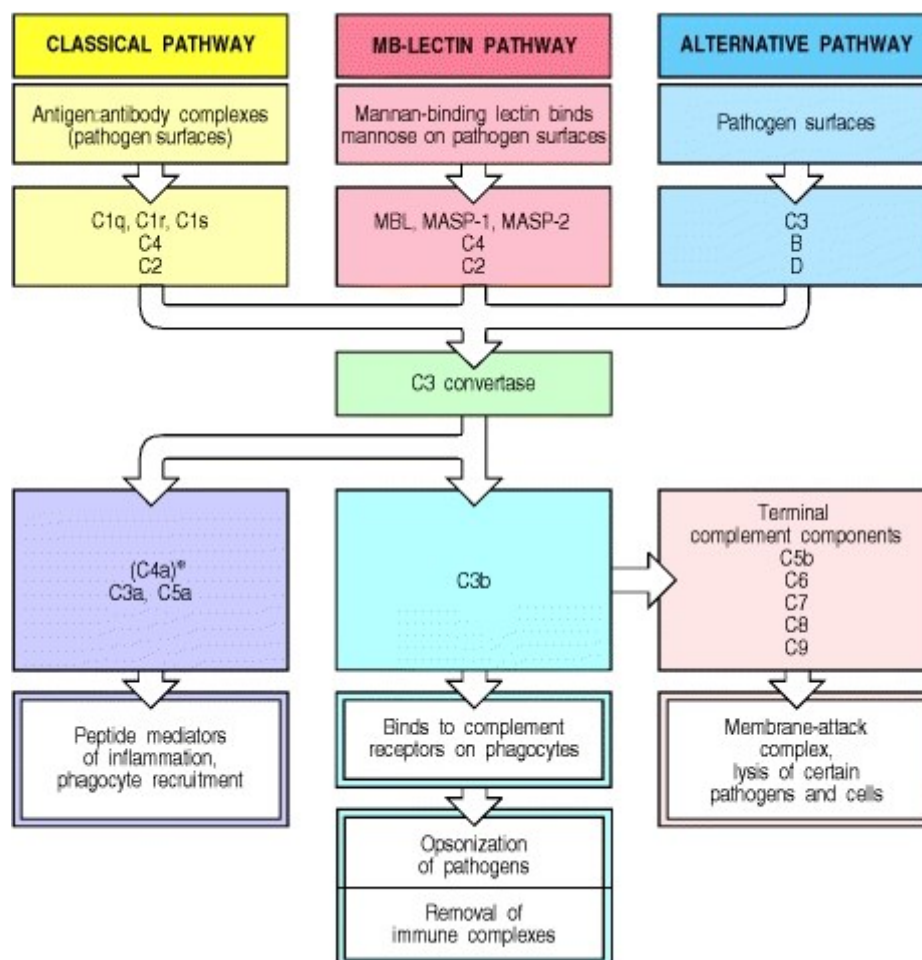 CLASSICAL PATHWAY
MB-LECTIN PATHWAY
ALTERNATIVE PATHWAY
Antigen:antibody complexes
(pathogen surfaces)
Mannan-binding lectin binds
mannose on pathogen surfaces
Pathogen surfaces
C1q, C1r, C1s
C4
C2
MBL, MASP-1, MASP-2
C4
C2
C3
B
D
C3 convertase
(C4a)*
C3a, C5a
C3b
Terminal
complement components
C5b
C6
C7
C8
C9
Peptide mediators
of inflammation,
phagocyte recruitment
Binds to complement
receptors on phagocytes
Membrane-attack
complex,
lysis of certain
pathogens and cells
Opsonization
of pathogens
Removal of
immune complexes